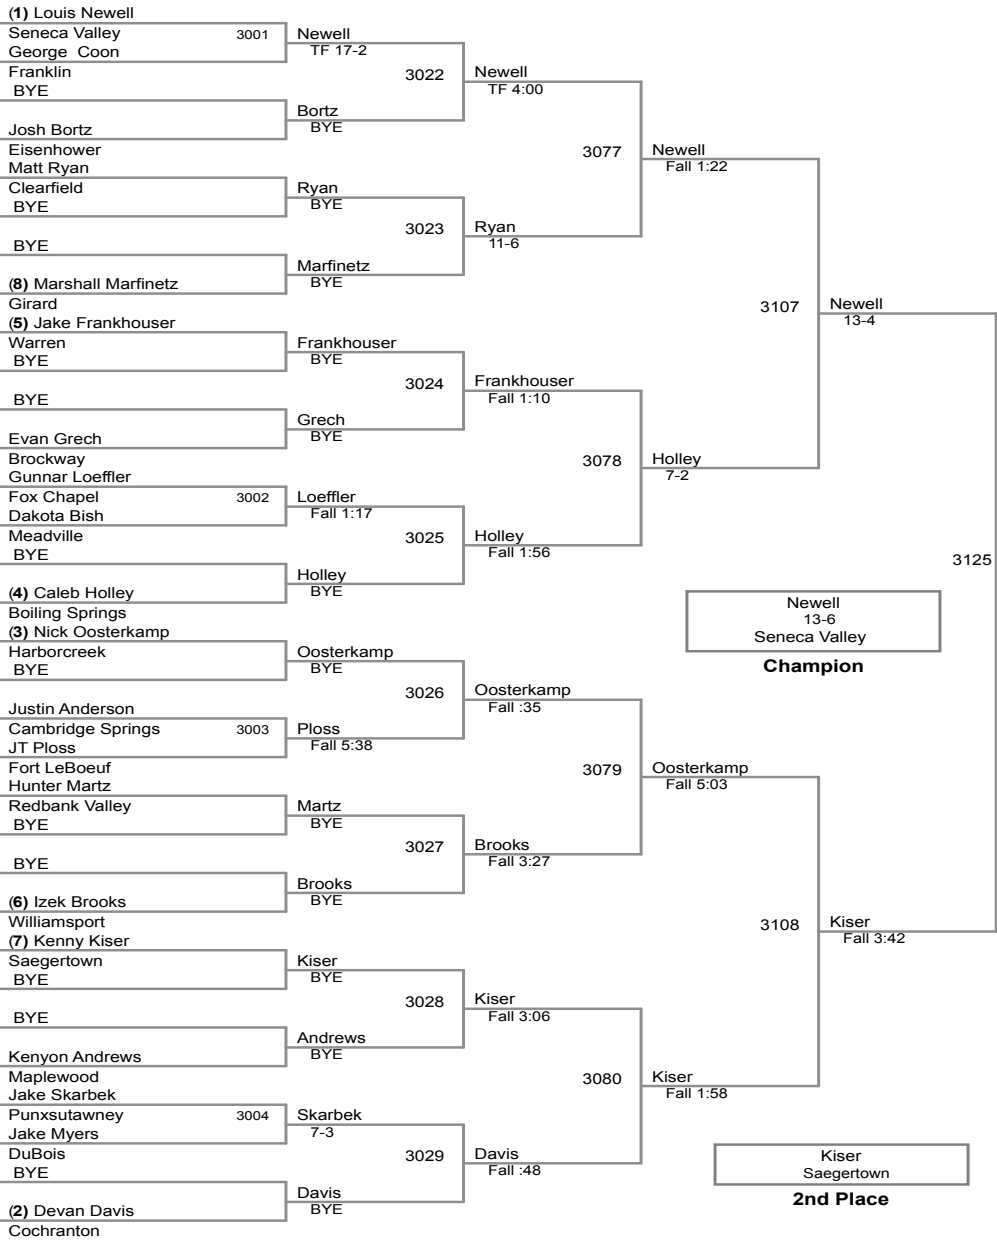 (1) Louis Newell
Seneca Valley
3001
George  Coon
Franklin
BYE
Josh Bortz
Eisenhower
Matt Ryan
Clearfield
BYE
BYE
(8) Marshall Marfinetz
Girard
(5) Jake Frankhouser
Warren
BYE
BYE
Evan Grech
Brockway
Gunnar Loeffler
Fox Chapel
3002
Dakota Bish
Meadville
BYE
(4) Caleb Holley
Boiling Springs
(3) Nick Oosterkamp
Harborcreek
BYE
Justin Anderson
Cambridge Springs
3003
JT Ploss
Fort LeBoeuf
Hunter Martz
Redbank Valley
BYE
BYE
(6) Izek Brooks
Williamsport
(7) Kenny Kiser
Saegertown
BYE
BYE
Kenyon Andrews
Maplewood
Jake Skarbek
Punxsutawney
3004
Jake Myers
DuBois
BYE
(2) Devan Davis
Cochranton
Newell
TF 17-2
3022
Bortz
BYE
Ryan
BYE
3023
Marfinetz
BYE
Frankhouser
BYE
3024
Grech
BYE
Loeffler
Fall 1:17
3025
Holley
BYE
Oosterkamp
BYE
3026
Ploss
Fall 5:38
Martz
BYE
3027
Brooks
BYE
Kiser
BYE
3028
Andrews
BYE
Skarbek
7-3
3029
Davis
BYE
Newell
TF 4:00
3077
Ryan
11-6
Frankhouser
Fall 1:10
3078
Holley
Fall 1:56
Oosterkamp
Fall :35
3079
Brooks
Fall 3:27
Kiser
Fall 3:06
3080
Davis
Fall :48
Newell
Fall 1:22
3107
Holley
7-2
Oosterkamp
Fall 5:03
3108
Kiser
Fall 1:58
Newell
13-4
3125
Kiser
Fall 3:42
Newell
13-6
Seneca Valley
Champion
Kiser
Saegertown
2nd Place